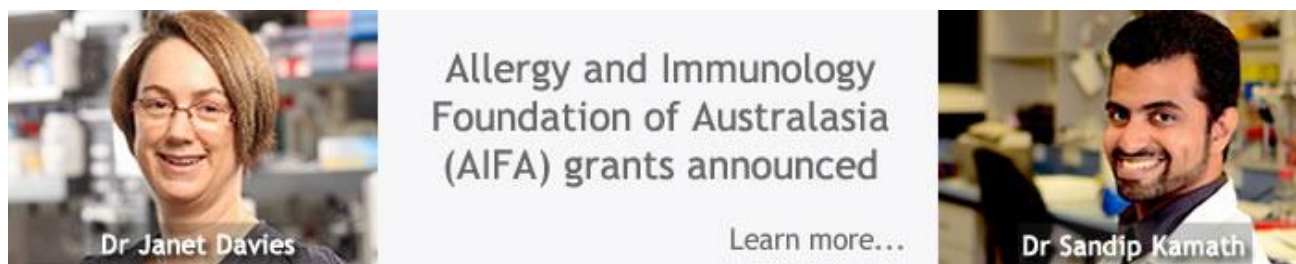 Dr Janet Davies
Allergy and Immunology
Foundation of Australasia
(AIFA) grants announced
Learn more...
Dr Sandip Kamath